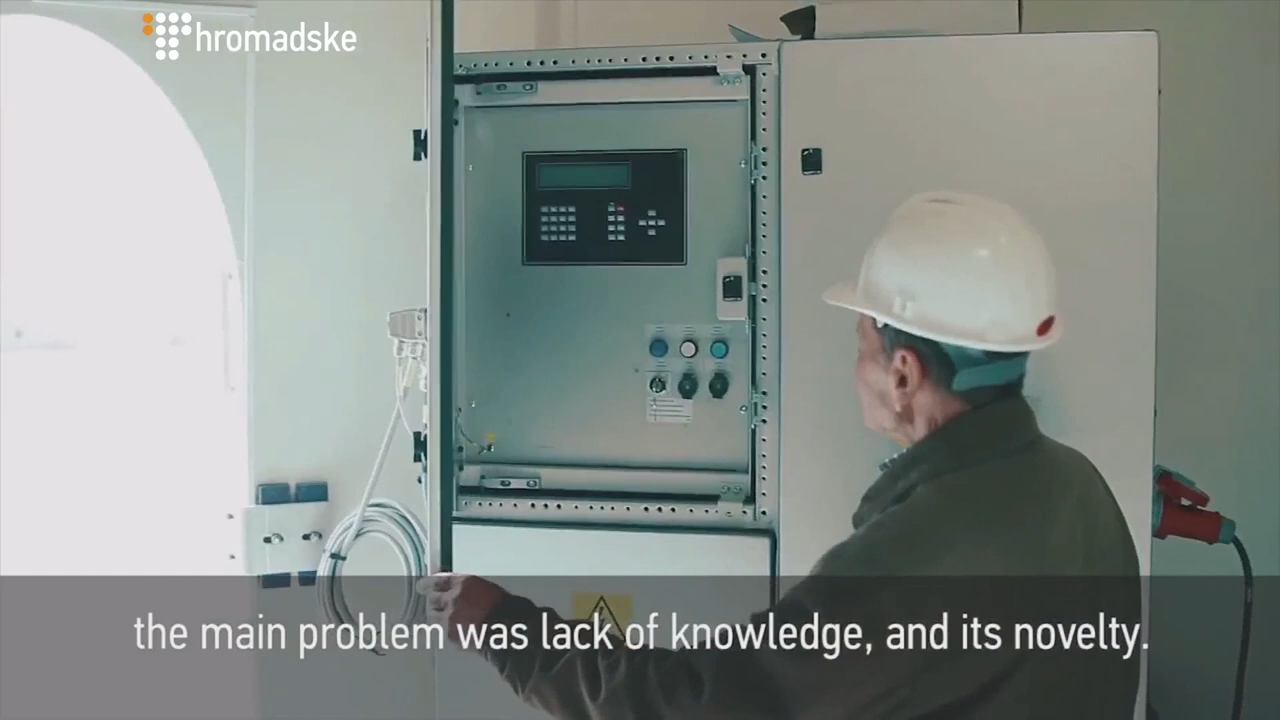 hromadske
the main problem was lack of knowledge, and its novelty.